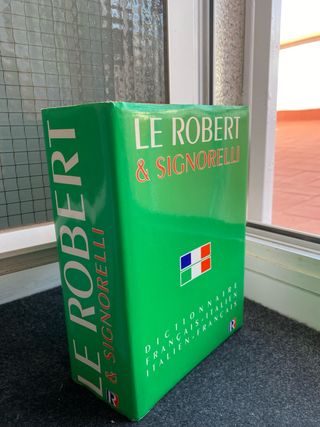 LE ROBERT
& SIGNORELLI
DICTIONNAIRE
FRANÇAIS-ITALIEN
ITALIEN-FRANÇAIS
LE ROBERT
& SIGNORELLI